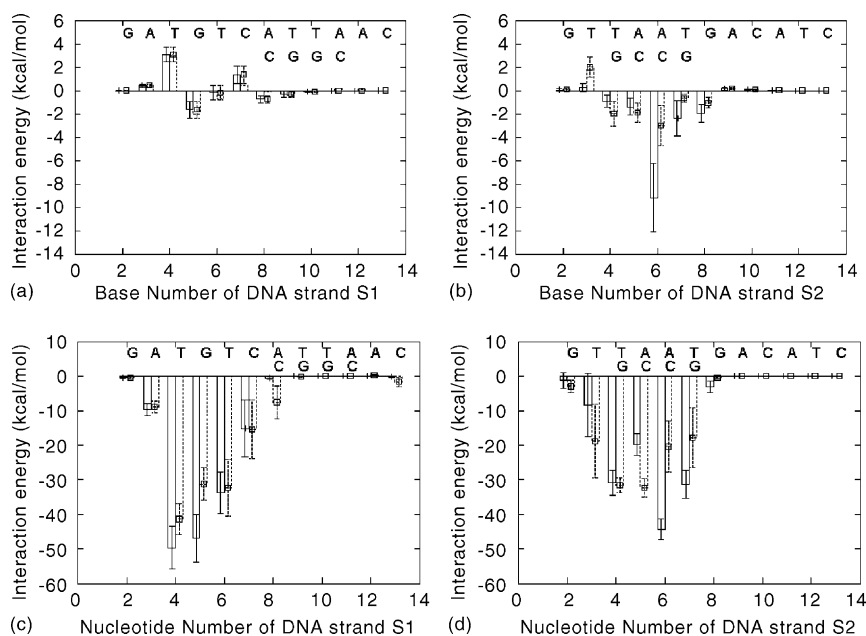 6
4
2
0
-2
-4
-6
-8
-10
-12
-14
Interaction energy (kcal/mol)
G A T G T C A T T A A C
C G G C
0 2 4 6 8 10 12 14
(a) Base Number of DNA strand S1
6
4
2
0
-2
-4
-6
-8
-10
-12
-14
Interaction energy (kcal/mol)
G T T A A T G A C A T C
G C C G
0 2 4 6 8 10 12 14
(b) Base Number of DNA strand S2
10
0
-10
-20
-30
-40
-50
-60
Interaction energy (kcal/mol)
G A T G T C A T T A A C
C G G C
0 2 4 6 8 10 12 14
(c) Nucleotide Number of DNA strand S1
10
0
-10
-20
-30
-40
-50
-60
Interaction energy (kcal/mol)
G T T A A T G A C A T C
G C C G
0 2 4 6 8 10 12 14
(d) Nucleotide Number of DNA strand S2